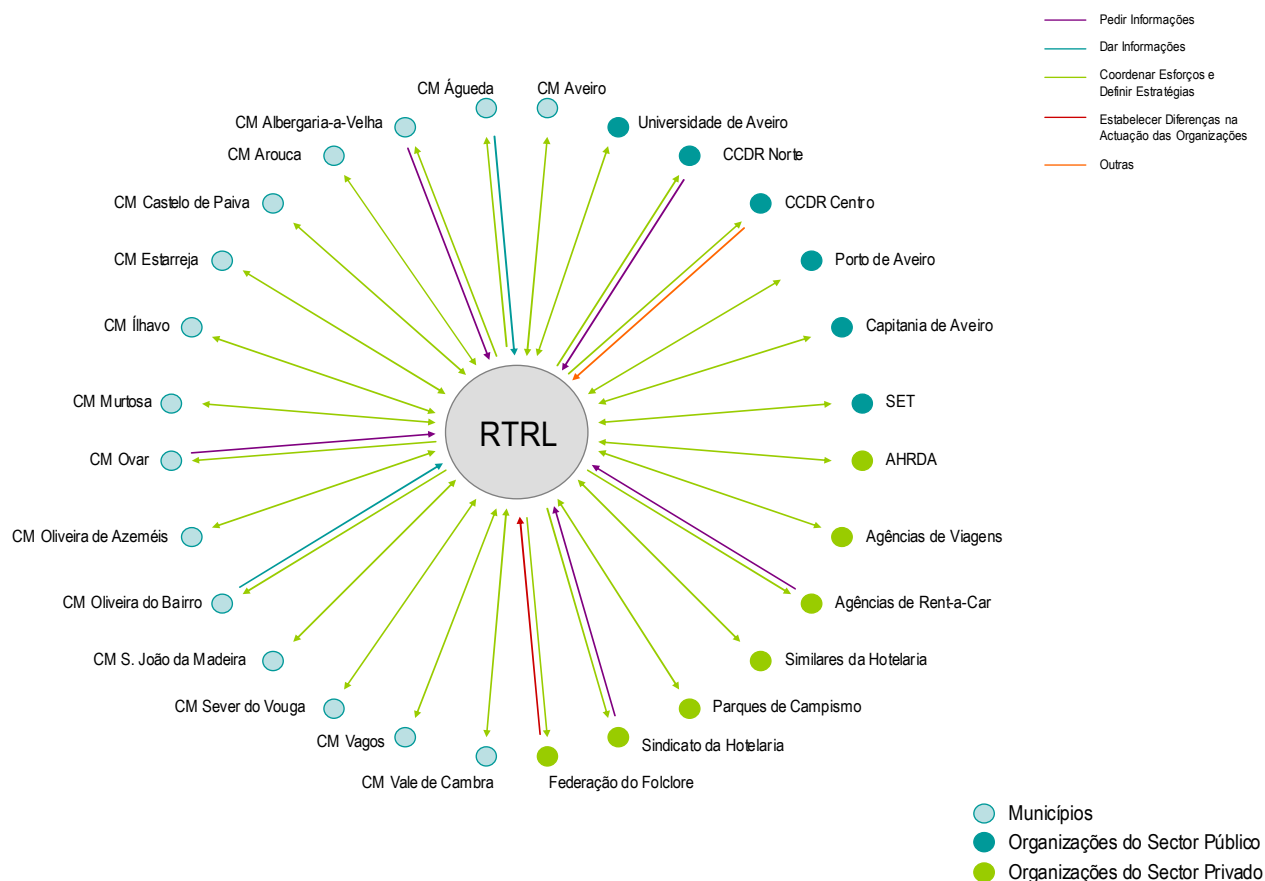 Pedir Informações
Dar Informações
Coordenar Esforços e
Definir Estratégias
Estabelecer Diferenças na
Actuação das Organizações
Outras
CM Águeda
CM Aveiro
CM Albergaria-a-Velha
Universidade de Aveiro
CM Arouca
CCDR Norte
CM Castelo de Paiva
CCDR Centro
CM Estarreja
Porto de Aveiro
CM Ílhavo
Capitania de Aveiro
CM Murtosa
SET
RTRL
CM Ovar
AHRDA
CM Oliveira de Azeméis
Agências de Viagens
CM Oliveira do Bairro
Agências de Rent-a-Car
CM S. João da Madeira
Similares da Hotelaria
CM Sever do Vouga
Parques de Campismo
CM Vagos
Sindicato da Hotelaria
CM Vale de Cambra
Federação do Folclore
Municípios
Organizações do Sector Público
Organizações do Sector Privado